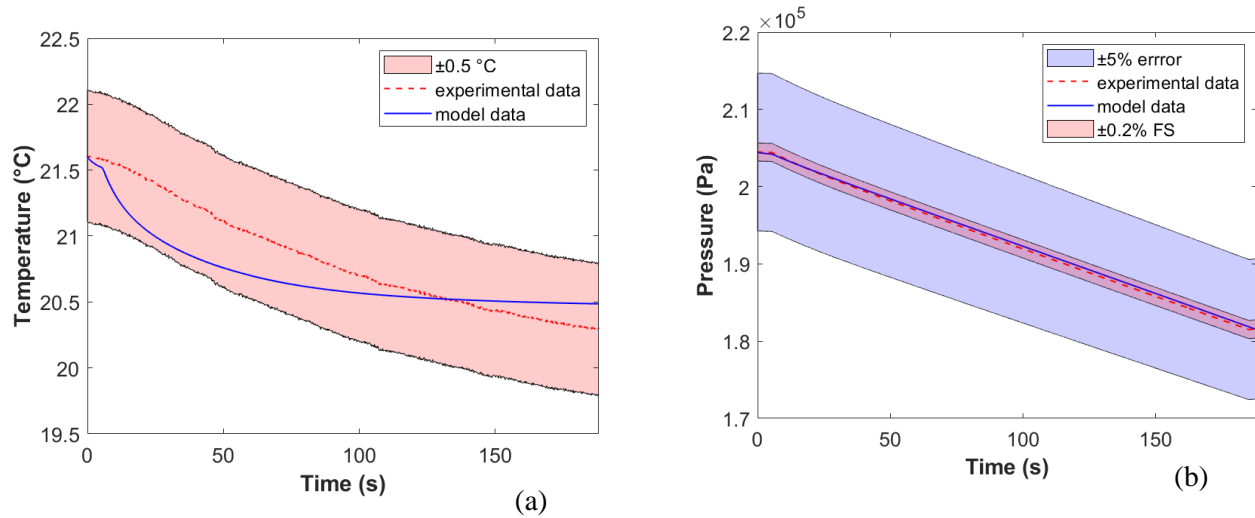 22.5
22
21.5
21
20.5
20
19.5
Temperature (°C)
0
50
100
150
Time (s)
±0.5 °C
experimental data
model data
(a)
×10⁵
2.2
2.1
2
1.9
1.8
1.7
Pressure (Pa)
0
50
100
150
Time (s)
±5% errror
experimental data
model data
±0.2% FS
(b)